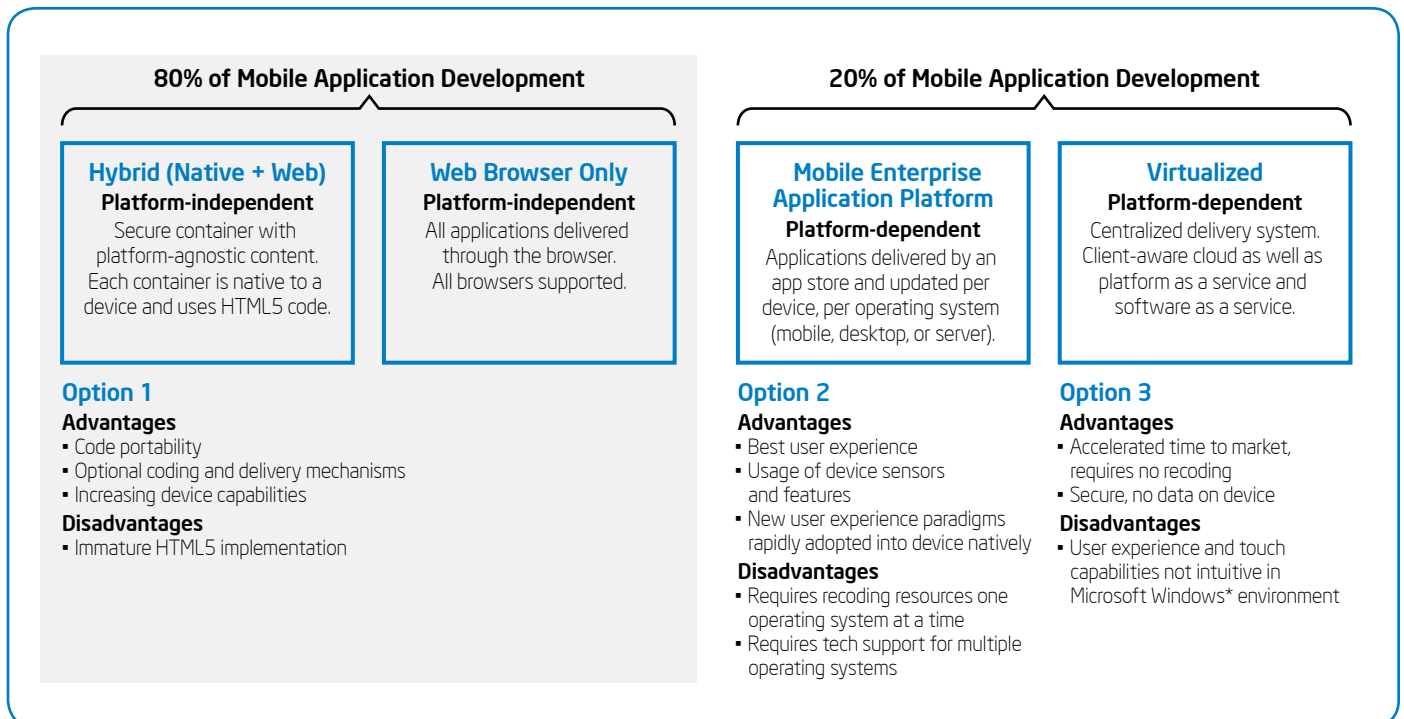 80% of Mobile Application Development
Hybrid (Native + Web)
Platform-independent
Secure container with
platform-agnostic content.
Each container is native to a
device and uses HTML5 code.
Web Browser Only
Platform-independent
All applications delivered
through the browser.
All browsers supported.
Option 1
Advantages
▪ Code portability
▪ Optional coding and delivery mechanisms
▪ Increasing device capabilities
Disadvantages
▪ Immature HTML5 implementation
20% of Mobile Application Development
Mobile Enterprise
Application Platform
Platform-dependent
Applications delivered by an
app store and updated per
device, per operating system
(mobile, desktop, or server).
Option 2
Advantages
▪ Best user experience
▪ Usage of device sensors
and features
▪ New user experience paradigms
rapidly adopted into device natively
Disadvantages
▪ Requires recoding resources one
operating system at a time
▪ Requires tech support for multiple
operating systems
Virtualized
Platform-dependent
Centralized delivery system.
Client-aware cloud as well as
platform as a service and
software as a service.
Option 3
Advantages
▪ Accelerated time to market,
requires no recoding
▪ Secure, no data on device
Disadvantages
▪ User experience and touch
capabilities not intuitive in
Microsoft Windows* environment